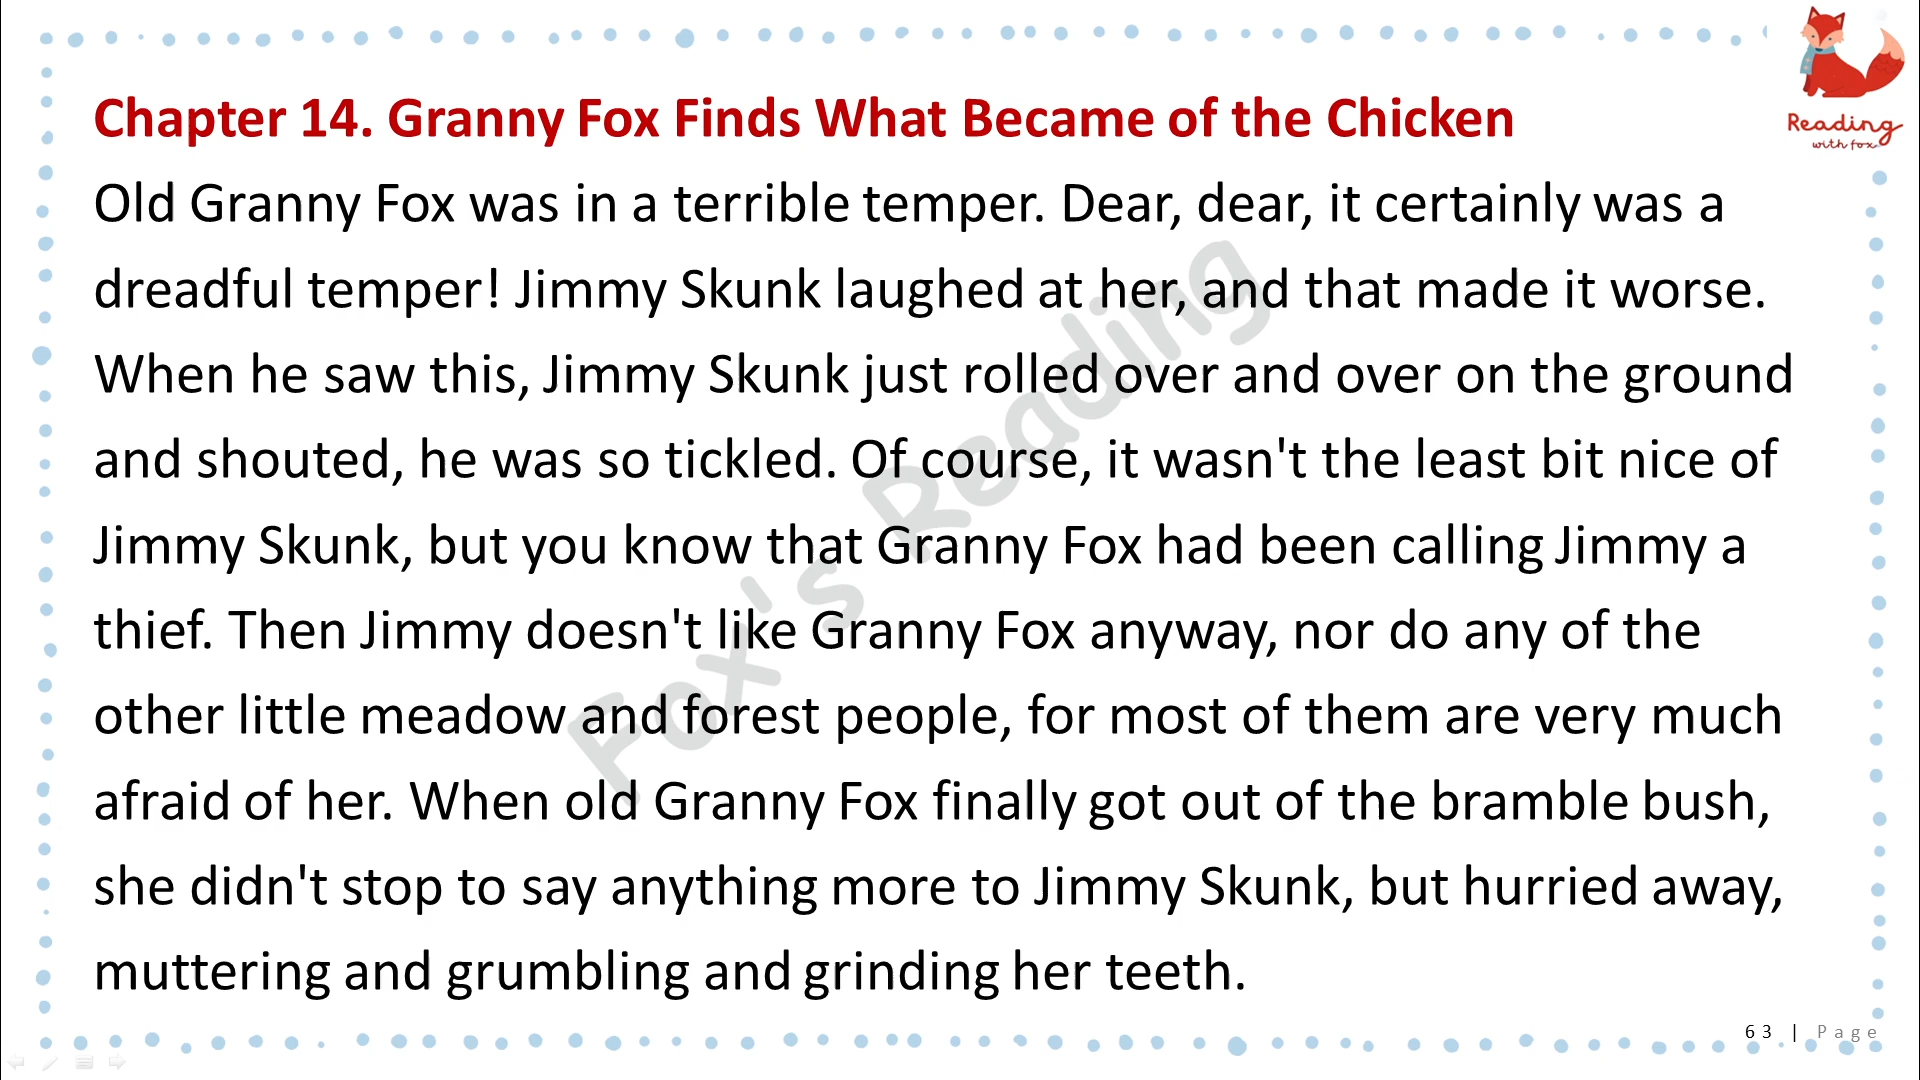 Reading
with fox
Chapter 14. Granny Fox Finds What Became of the Chicken
Old Granny Fox was in a terrible temper. Dear, dear, it certainly was a
dreadful temper! Jimmy Skunk laughed at her, and that made it worse.
When he saw this, Jimmy Skunk just rolled over and over on the ground
and shouted, he was so tickled. Of course, it wasn't the least bit nice of
Jimmy Skunk, but you know that Granny Fox had been calling Jimmy a
thief. Then Jimmy doesn't like Granny Fox anyway, nor do any of the
other little meadow and forest people, for most of them are very much
afraid of her. When old Granny Fox finally got out of the bramble bush,
she didn't stop to say anything more to Jimmy Skunk, but hurried away,
muttering and grumbling and grinding her teeth.
Fox's Reading
63 | Page